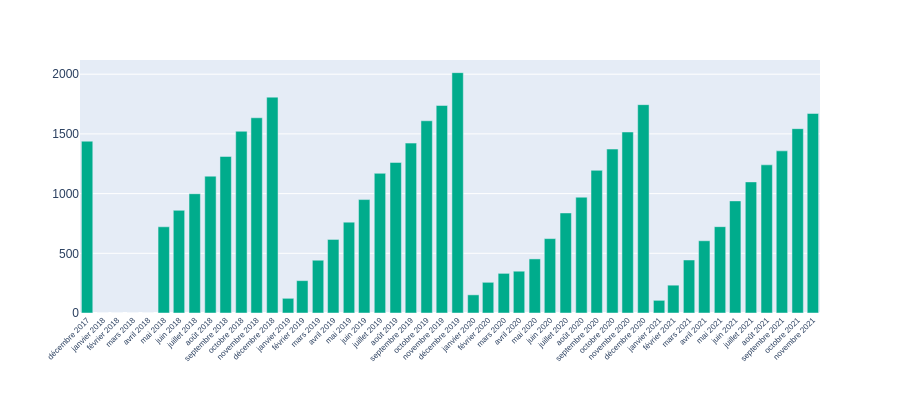 2000
1500
1000
500
0
décembre 2017
janvier 2018
février 2018
mars 2018
avril 2018
mai 2018
juin 2018
juillet 2018
août 2018
septembre 2018
octobre 2018
novembre 2018
décembre 2018
janvier 2019
février 2019
mars 2019
avril 2019
mai 2019
juin 2019
juillet 2019
août 2019
septembre 2019
octobre 2019
novembre 2019
décembre 2019
janvier 2020
février 2020
mars 2020
avril 2020
mai 2020
juin 2020
juillet 2020
août 2020
septembre 2020
octobre 2020
novembre 2020
décembre 2020
janvier 2021
février 2021
mars 2021
avril 2021
mai 2021
juin 2021
juillet 2021
août 2021
septembre 2021
octobre 2021
novembre 2021